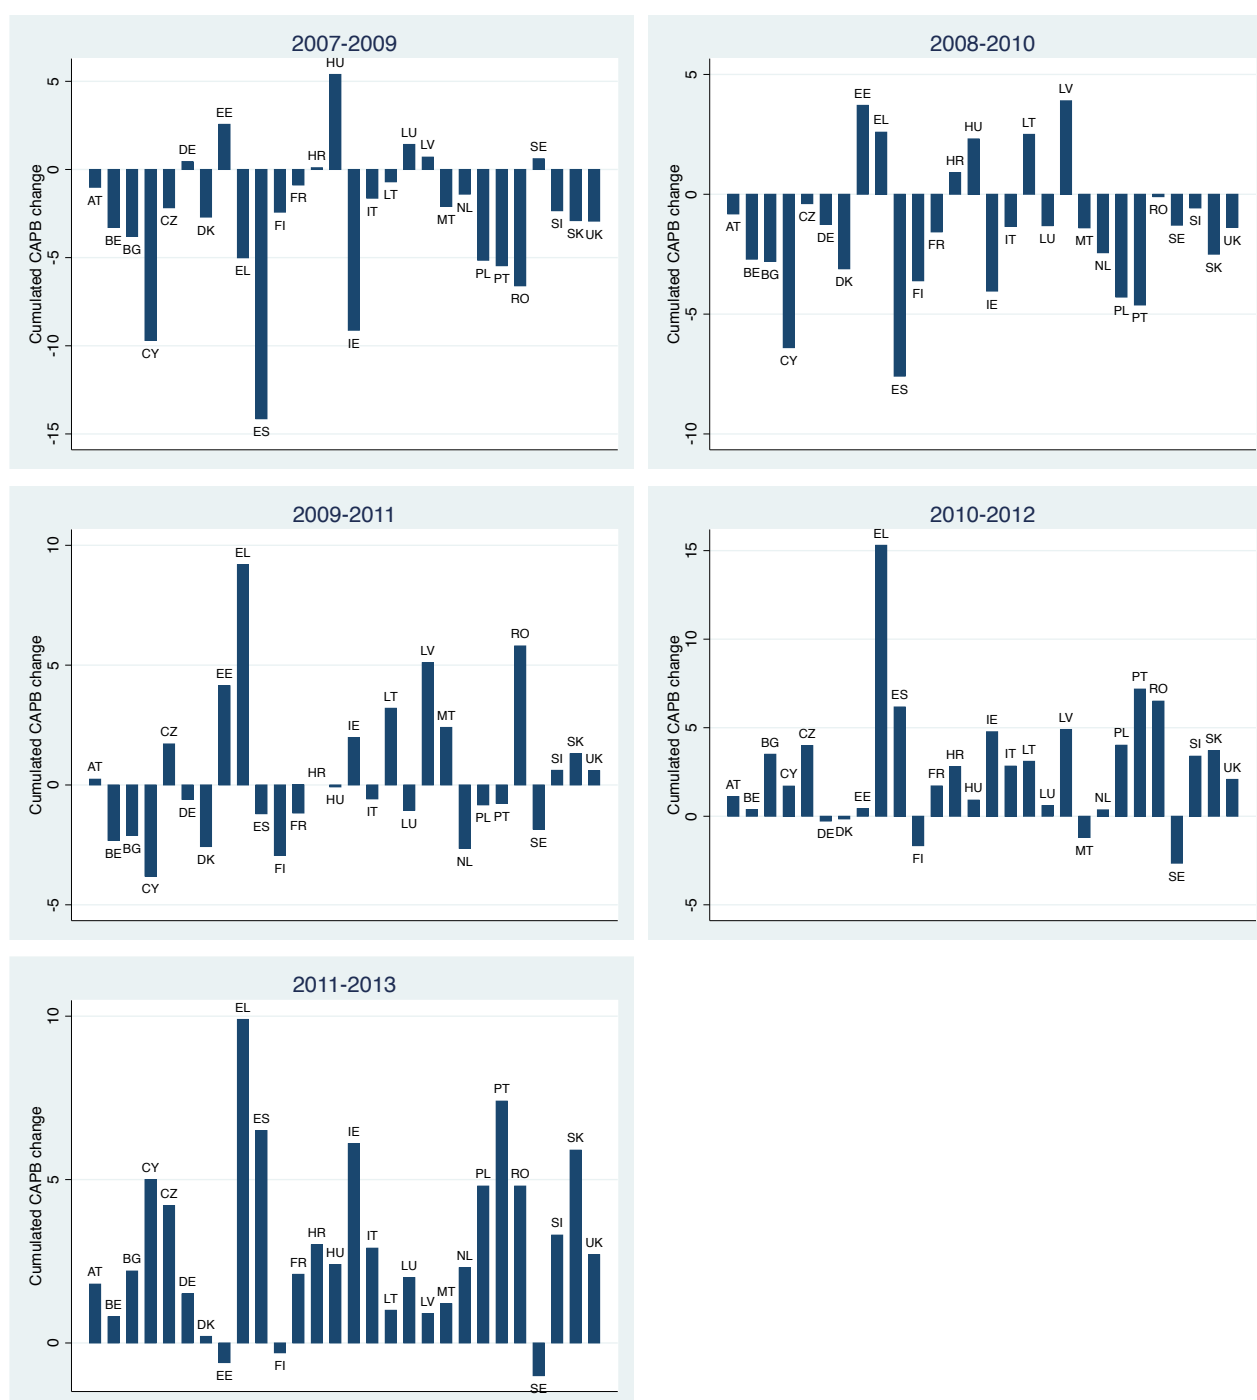 2007-2009
Cumulated CAPB change
5
0
-5
-10
-15
AT
BE
BG
CY
CZ
DE
DK
EE
EL
ES
FI
FR
HR
HU
IE
IT
LT
LU
LV
MT
NL
PL
PT
RO
SE
SI
SK
UK
2008-2010
Cumulated CAPB change
5
0
-5
-10
AT
BE
BG
CY
CZ
DE
DK
EE
EL
ES
FI
FR
HR
HU
IE
IT
LT
LU
LV
MT
NL
PL
PT
RO
SE
SI
SK
UK
2009-2011
Cumulated CAPB change
10
5
0
-5
AT
BE
BG
CY
CZ
DE
DK
EE
EL
ES
FI
FR
HR
HU
IE
IT
LT
LU
LV
MT
NL
PL
PT
RO
SE
SI
SK
UK
2010-2012
Cumulated CAPB change
15
10
5
0
-5
AT
BE
BG
CY
CZ
DE
DK
EE
EL
ES
FI
FR
HR
HU
IE
IT
LT
LU
LV
MT
NL
PL
PT
RO
SE
SI
SK
UK
2011-2013
Cumulated CAPB change
10
5
0
AT
BE
BG
CY
CZ
DE
DK
EE
EL
ES
FI
FR
HR
HU
IE
IT
LT
LU
LV
MT
NL
PL
PT
RO
SE
SI
SK
UK